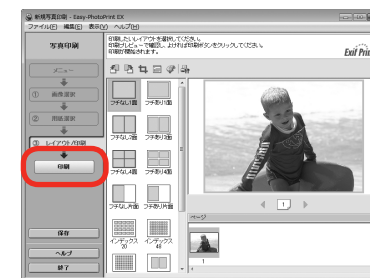 新規写真印刷 - Easy-PhotoPrint EX
ファイル(F) 編集(E) 表示(V) ヘルプ(H)
写真印刷
印刷したいレイアウトを選択してください。
印刷プレビューで確認し、よければ印刷ボタンをクリックしてください。
印刷が開始されます。
Exif Prin
メニュー
① 画像選択
② 用紙選択
③ レイアウト/印刷
印刷
保存
ヘルプ
終了
フチなし1面 フチあり1面
フチなし2面 フチあり2面
フチなし4面 フチあり4面
フチなし片面 フチあり片面
インデックス 20 インデックス 48
1
ページ
1